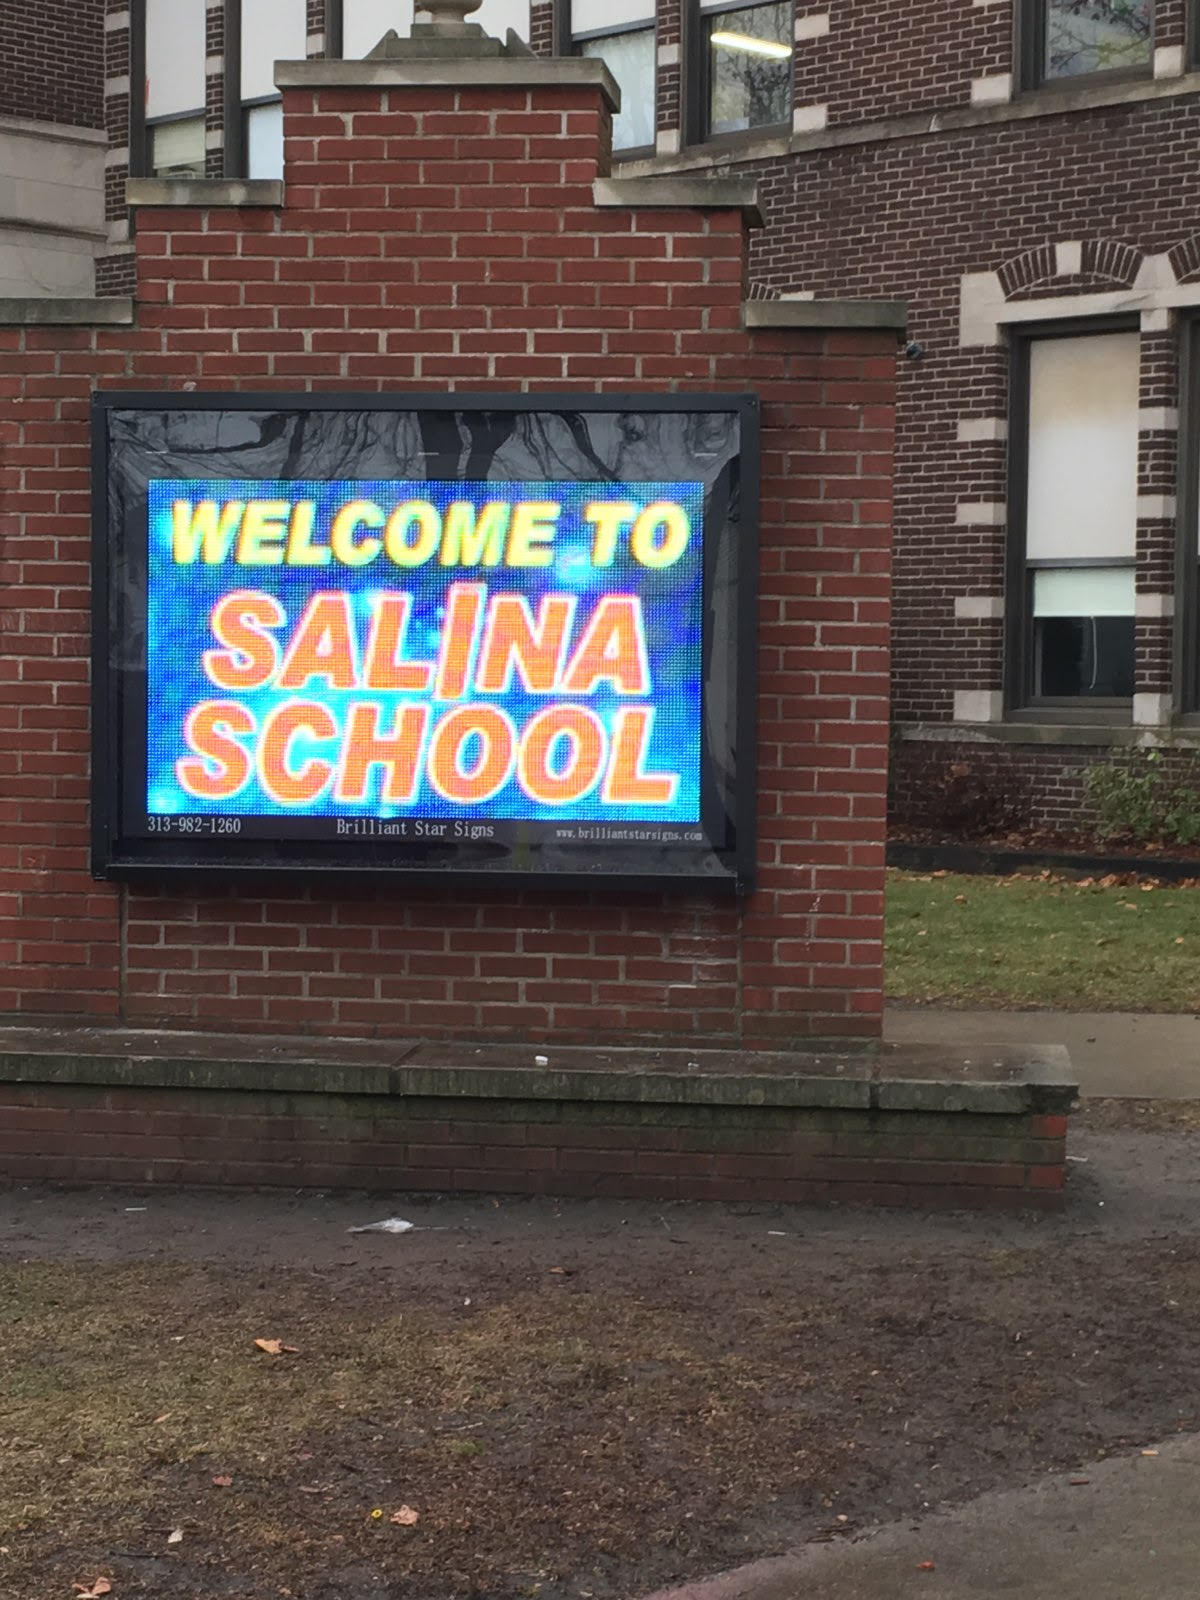 WELCOME TO
SALINA
SCHOOL
313-982-1260 Brilliant Star Signs www.brilliantstarsigns.com